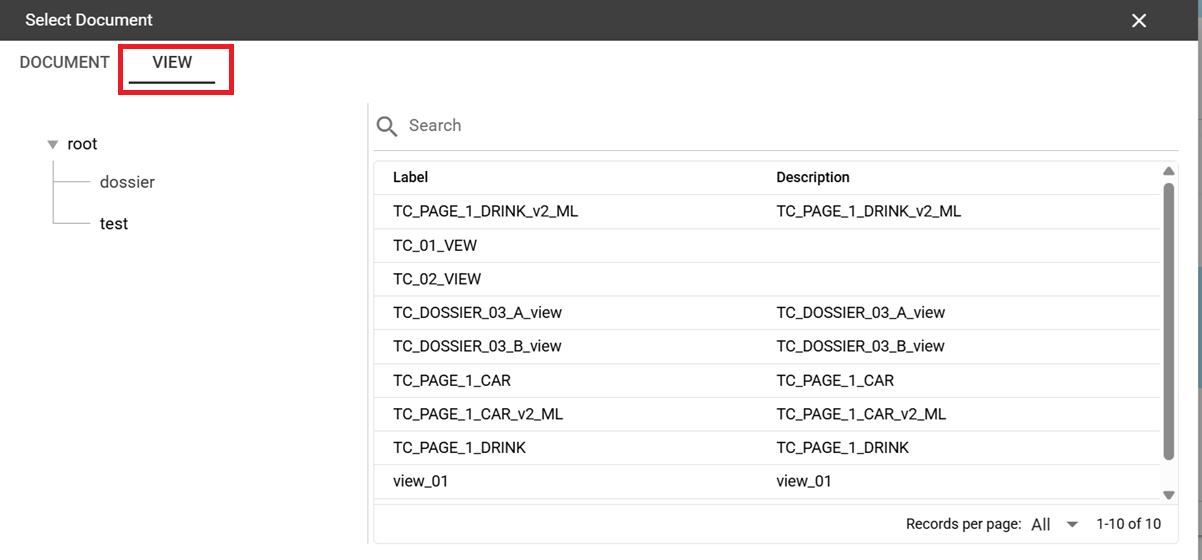 Select Document
DOCUMENT VIEW
Search
root
dossier
test
Label Description
TC_PAGE_1_DRINK_v2_ML TC_PAGE_1_DRINK_v2_ML
TC_01_VEW
TC_02_VIEW
TC_DOSSIER_03_A_view TC_DOSSIER_03_A_view
TC_DOSSIER_03_B_view TC_DOSSIER_03_B_view
TC_PAGE_1_CAR TC_PAGE_1_CAR
TC_PAGE_1_CAR_v2_ML TC_PAGE_1_CAR_v2_ML
TC_PAGE_1_DRINK TC_PAGE_1_DRINK
view_01 view_01
Records per page: All 1-10 of 10